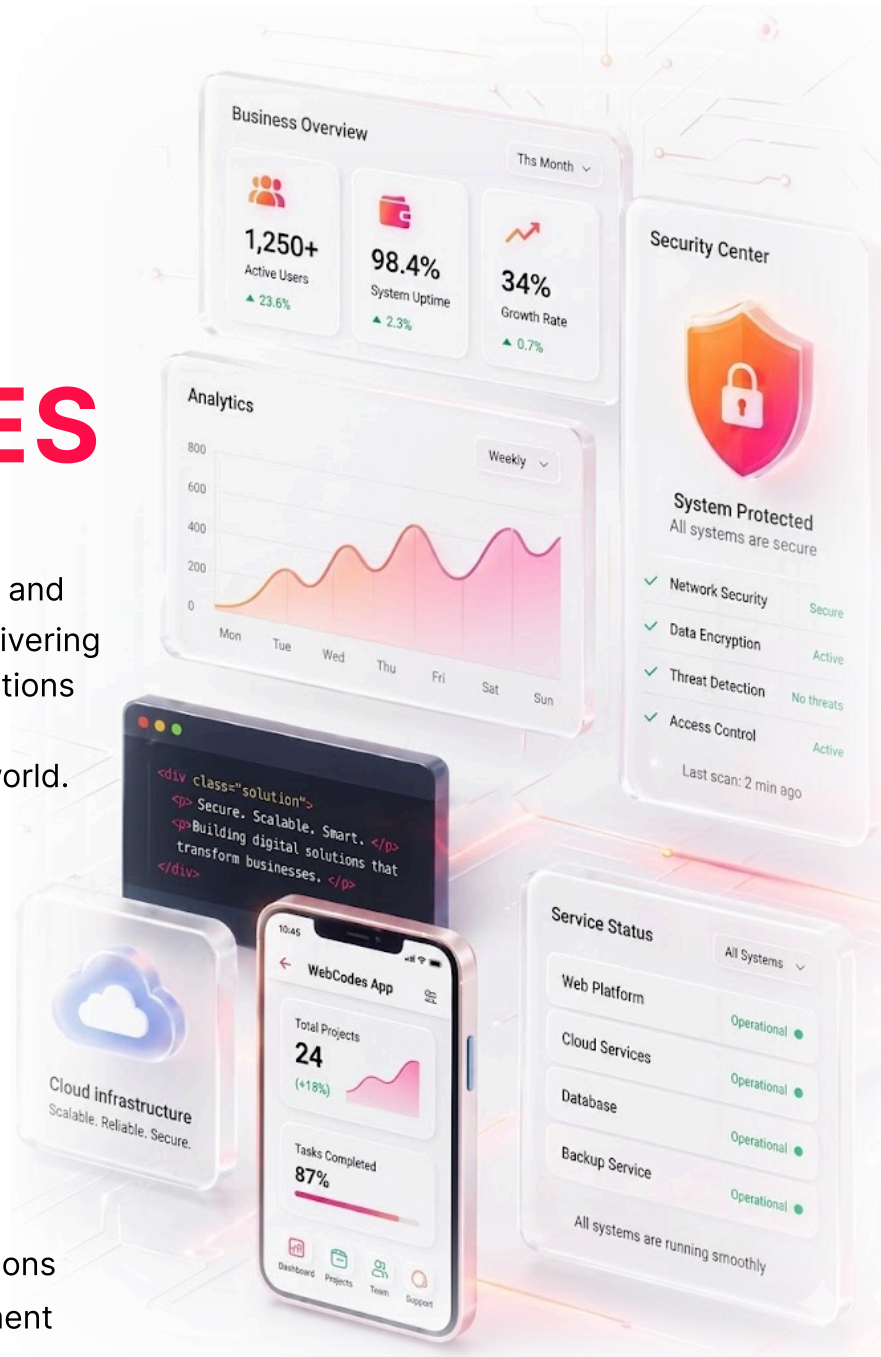 Business Overview
Ths Month
1,250+
Active Users
23.6%
98.4%
System Uptime
2.3%
34%
Growth Rate
0.7%
Security Center
System Protected
All systems are secure
Network Security Secure
Data Encryption Active
Threat Detection No threats
Access Control Active
Last scan: 2 min ago
ES
Analytics
Weekly
800
600
400
200
0
Mon Tue Wed Thu Fri Sat Sun
and
ivering
tions
vorld.
<div class="solution">
<p> Secure. Scalable. Smart. </p>
<p>Building digital solutions that
transform businesses. </p>
</div>
Cloud infrastructure
Scalable. Reliable. Secure.
10:45
WebCodes App
Total Projects
24
(+18%)
Tasks Completed
87%
Dashboard Projects Team Support
Service Status
All Systems
Web Platform Operational
Cloud Services Operational
Database Operational
Backup Service Operational
All systems are running smoothly
ons
nent